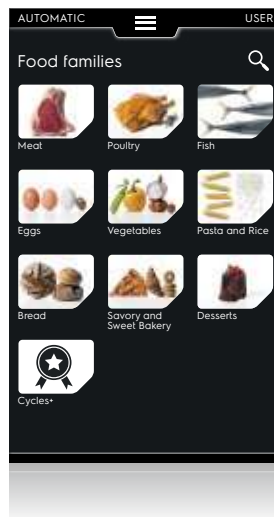 AUTOMATIC USER
Food families
Meat Poultry Fish
Eggs Vegetables Pasta and Rice
Bread Savory and Sweet Bakery Desserts
Cycles+